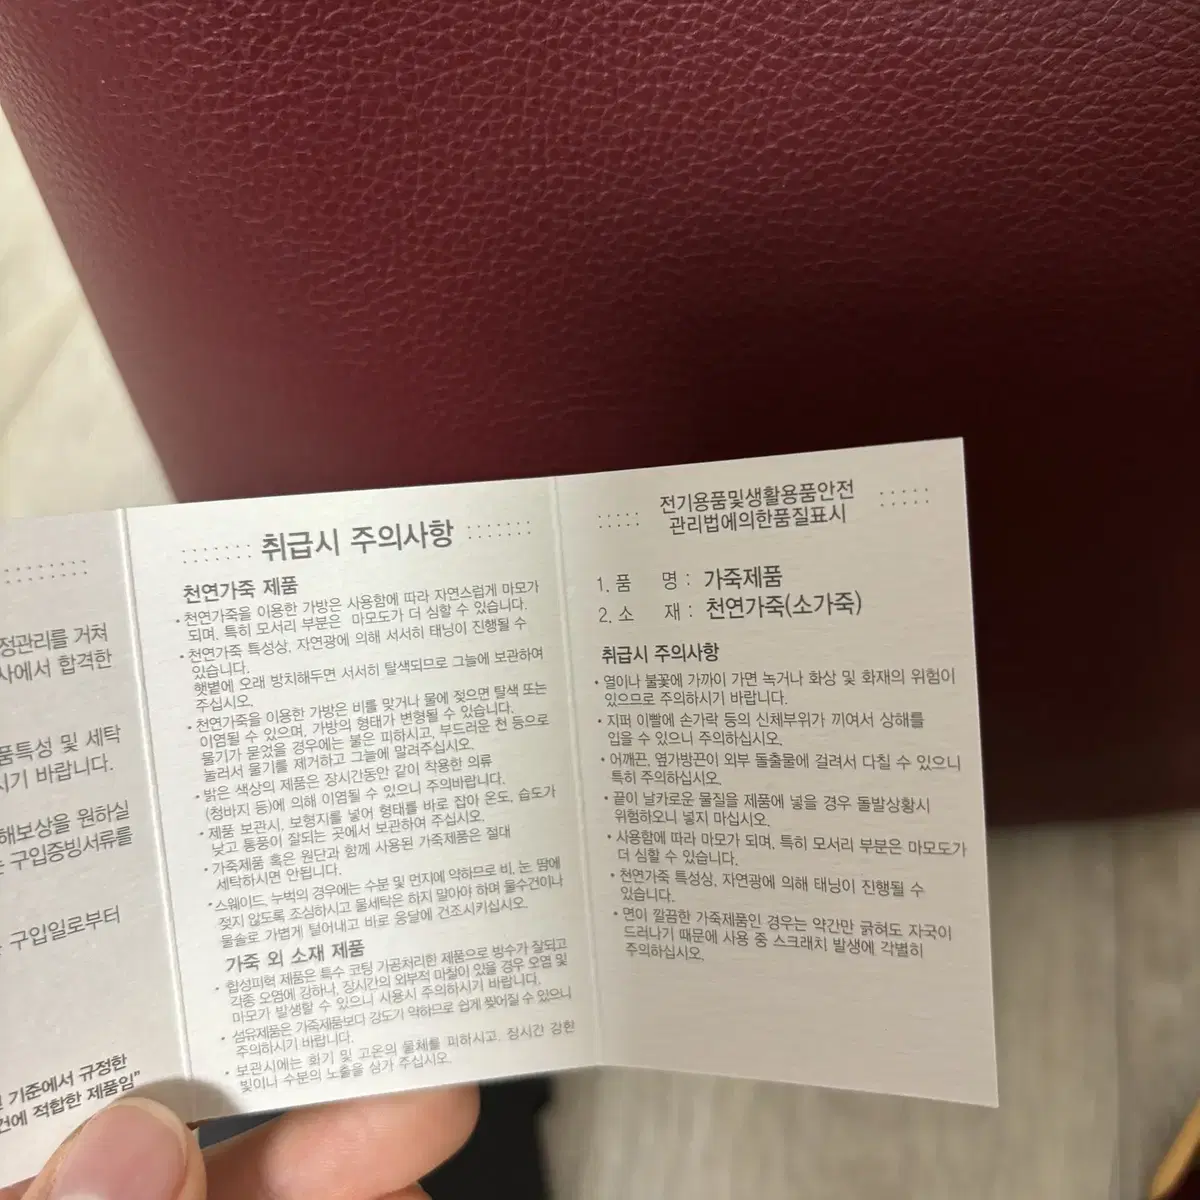 정관리를 거쳐
사에서 합격한
품특성 및 세탁
시기 바랍니다.
해보상을 원하실
구입증빙서류를
구입일로부터
기준에서 규정한
건에 적합한 제품임"
취급시 주의사항
천연가죽 제품
• 천연가죽을 이용한 가방은 사용함에 따라 자연스럽게 마모가
되며, 특히 모서리 부분은 마모도가 더 심할 수 있습니다.
• 천연가죽 특성상, 자연광에 의해 서서히 태닝이 진행될 수
있습니다.
햇볕에 오래 방치해두면 서서히 탈색되므로 그늘에 보관하여
주십시오.
• 천연가죽을 이용한 가방은 비를 맞거나 물에 젖으면 탈색 또는
이염될 수 있으며, 가방의 형태가 변형될 수 있습니다.
물기가 묻었을 경우에는 불은 피하시고, 부드러운 천 등으로
눌러서 물기를 제거하고 그늘에 말려주십시오.
• 밝은 색상의 제품은 장시간동안 같이 착용한 의류
(청바지 등)에 의해 이염될 수 있으니 주의바랍니다.
• 제품 보관시, 보형지를 넣어 형태를 바로 잡아 온도, 습도가
낮고 통풍이 잘되는 곳에서 보관하여 주십시오.
• 가죽제품 혹은 원단과 함께 사용된 가죽제품은 절대
세탁하시면 안됩니다.
• 스웨이드, 누벅의 경우에는 수분 및 먼지에 약하므로 비, 눈, 땀에
젖지 않도록 조심하시고 물세탁은 하지 말아야 하며 물수건이나
물솔로 가볍게 털어내고 바로 응달에 건조시키십시오.
가죽 외 소재 제품
• 합성피혁 제품은 특수 코팅 가공처리한 제품으로 방수가 잘되고
각종 오염에 강하나, 장시간의 외부적 마찰이 있을 경우 오염 및
마모가 발생할 수 있으니 사용시 주의하시기 바랍니다.
• 섬유제품은 가죽제품보다 강도가 약하므로 쉽게 찢어질 수 있으니
주의하시기 바랍니다.
• 보관시에는 화기 및 고온의 물체를 피하시고, 장시간 강한
빛이나 수분의 노출을 삼가 주십시오.
전기용품및생활용품안전
관리법에의한품질표시
1. 품 명 : 가죽제품
2. 소 재 : 천연가죽(소가죽)
취급시 주의사항
• 열이나 불꽃에 가까이 가면 녹거나 화상 및 화재의 위험이
있으므로 주의하시기 바랍니다.
• 지퍼 이빨에 손가락 등의 신체부위가 끼여서 상해를
입을 수 있으니 주의하십시오.
• 어깨끈, 옆가방끈이 외부 돌출물에 걸려서 다칠 수 있으니
특히 주의하십시오.
• 끝이 날카로운 물질을 제품에 넣을 경우 돌발상황시
위험하오니 넣지 마십시오.
• 사용함에 따라 마모가 되며, 특히 모서리 부분은 마모도가
더 심할 수 있습니다.
• 천연가죽 특성상, 자연광에 의해 태닝이 진행될 수
있습니다.
• 면이 깔끔한 가죽제품인 경우는 약간만 긁혀도 자국이
드러나기 때문에 사용 중 스크래치 발생에 각별히
주의하십시오.